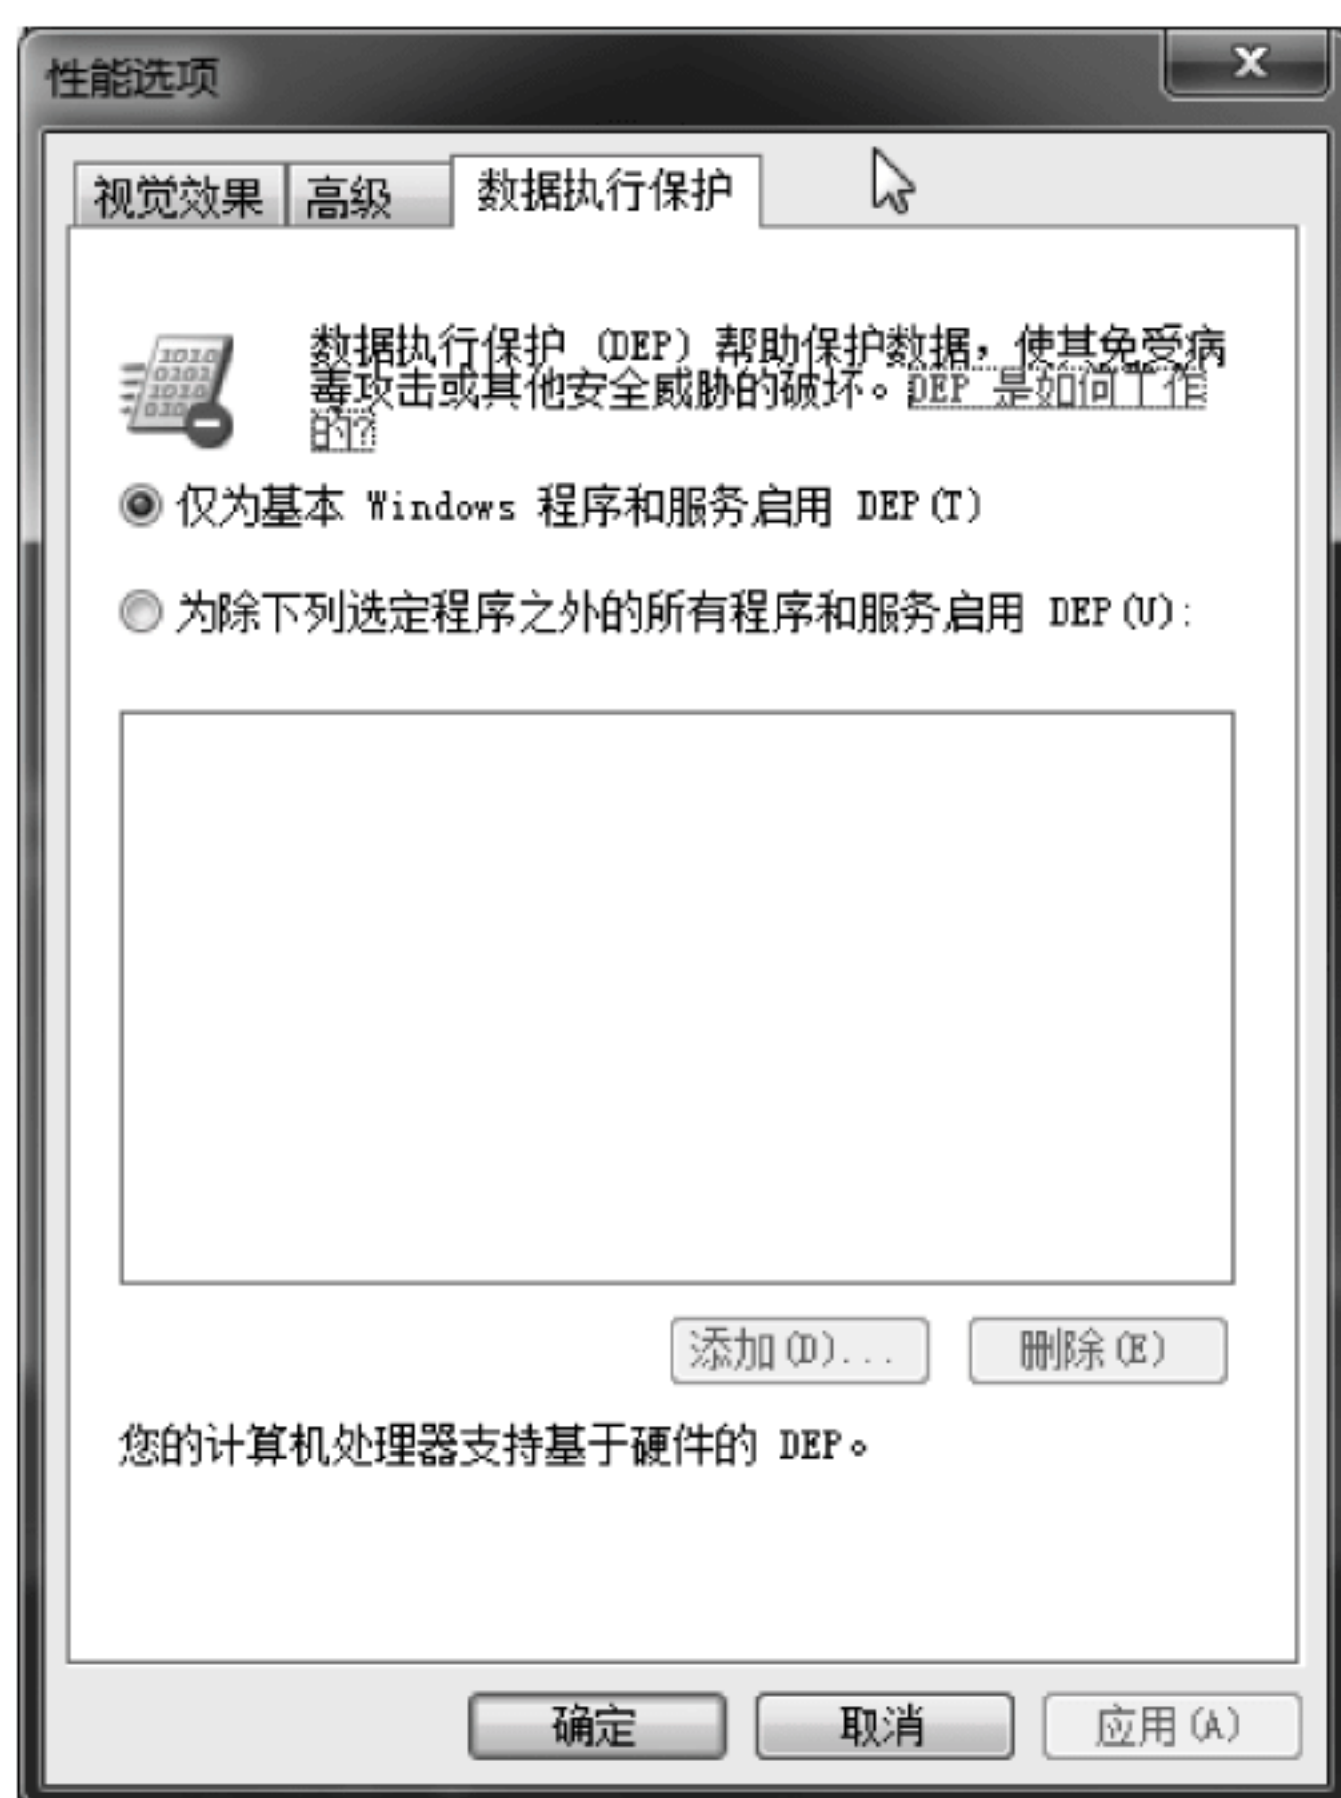 性能选项
视觉效果 高级 数据执行保护
数据执行保护 (DEP) 帮助保护数据，使其免受病
毒攻击或其他安全威胁的破坏。DEP 是如何工作
的?
仅为基本 Windows 程序和服务启用 DEP(T)
为除下列选定程序之外的所有程序和服务启用 DEP(U):
添加(D)... 删除(E)
您的计算机处理器支持基于硬件的 DEP。
确定 取消 应用(A)